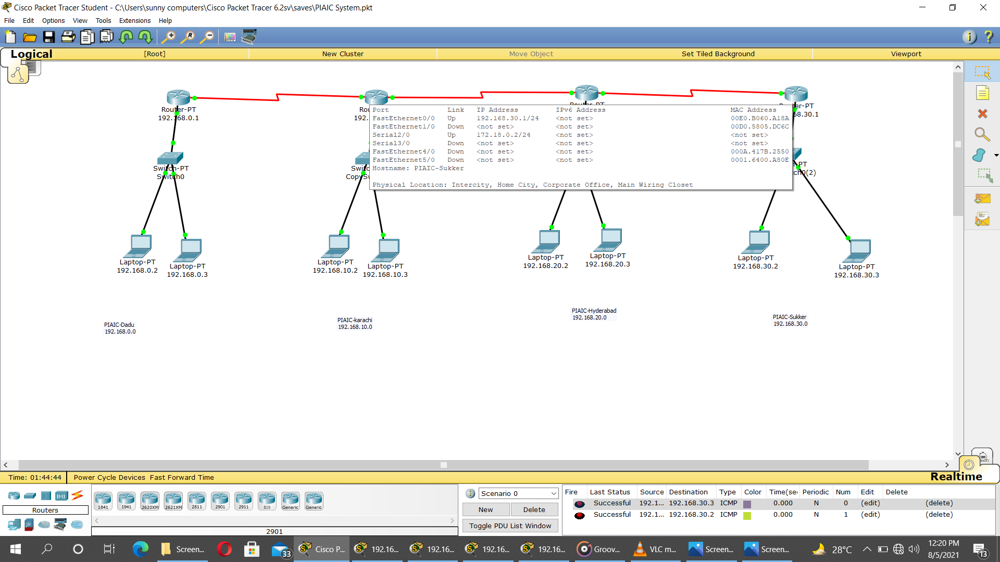 Cisco Packet Tracer Student - C:\Users\sunny computers\Cisco Packet Tracer 6.2sv\saves\PIAIC System.pkt
File Edit Options View Tools Extensions Help
Logical [Root] New Cluster Move Object Set Tiled Background Viewport
Router-PT
192.168.0.1
Rou
192.
Router-PT
ter-PT
68.30.1
Port Link IP Address IPv6 Address MAC Address
FastEthernet0/0 Up 192.168.30.1/24 <not set> 00E0.B060.A18A
FastEthernet1/0 Down <not set> <not set> 00D0.5805.DC6C
Serial2/0 Up 172.18.0.2/24 <not set> <not set>
Serial3/0 Down <not set> <not set> <not set>
FastEthernet4/0 Down <not set> <not set> 000A.417B.2550
FastEthernet5/0 Down <not set> <not set> 0001.6400.A80E
Hostname: PIAIC-Sukker
Physical Location: Intercity, Home City, Corporate Office, Main Wiring Closet
Switch-PT
Switch0
Switc
CopySw
h-PT
tch0(2)
Laptop-PT
192.168.0.2
Laptop-PT
192.168.0.3
Laptop-PT
192.168.10.2
Laptop-PT
192.168.10.3
Laptop-PT
192.168.20.2
Laptop-PT
192.168.20.3
Laptop-PT
192.168.30.2
Laptop-PT
192.168.30.3
PIAIC-Dadu
192.168.0.0
PIAIC-karachi
192.168.10.0
PIAIC-Hyderabad
192.168.20.0
PIAIC-Sukker
192.168.30.0
Time: 01:44:44 Power Cycle Devices Fast Forward Time
Realtime
Routers
1841 1941 2620XM 2621XM 2811 2901 2911 819 Generic Generic
2901
Scenario 0
New Delete
Toggle PDU List Window
Fire Last Status Source Destination Type Color Time(sec Periodic Num Edit Delete
Successful 192.1... 192.168.30.3 ICMP 0.000 N 0 (edit) (delete)
Successful 192.1... 192.168.30.2 ICMP 0.000 N 1 (edit) (delete)
Screen... 33 Cisco P... 192.16... 192.16... 192.16... 192.16... Groov... VLC m... Screen... Screen... 28°C
12:20 PM
8/5/2021
13